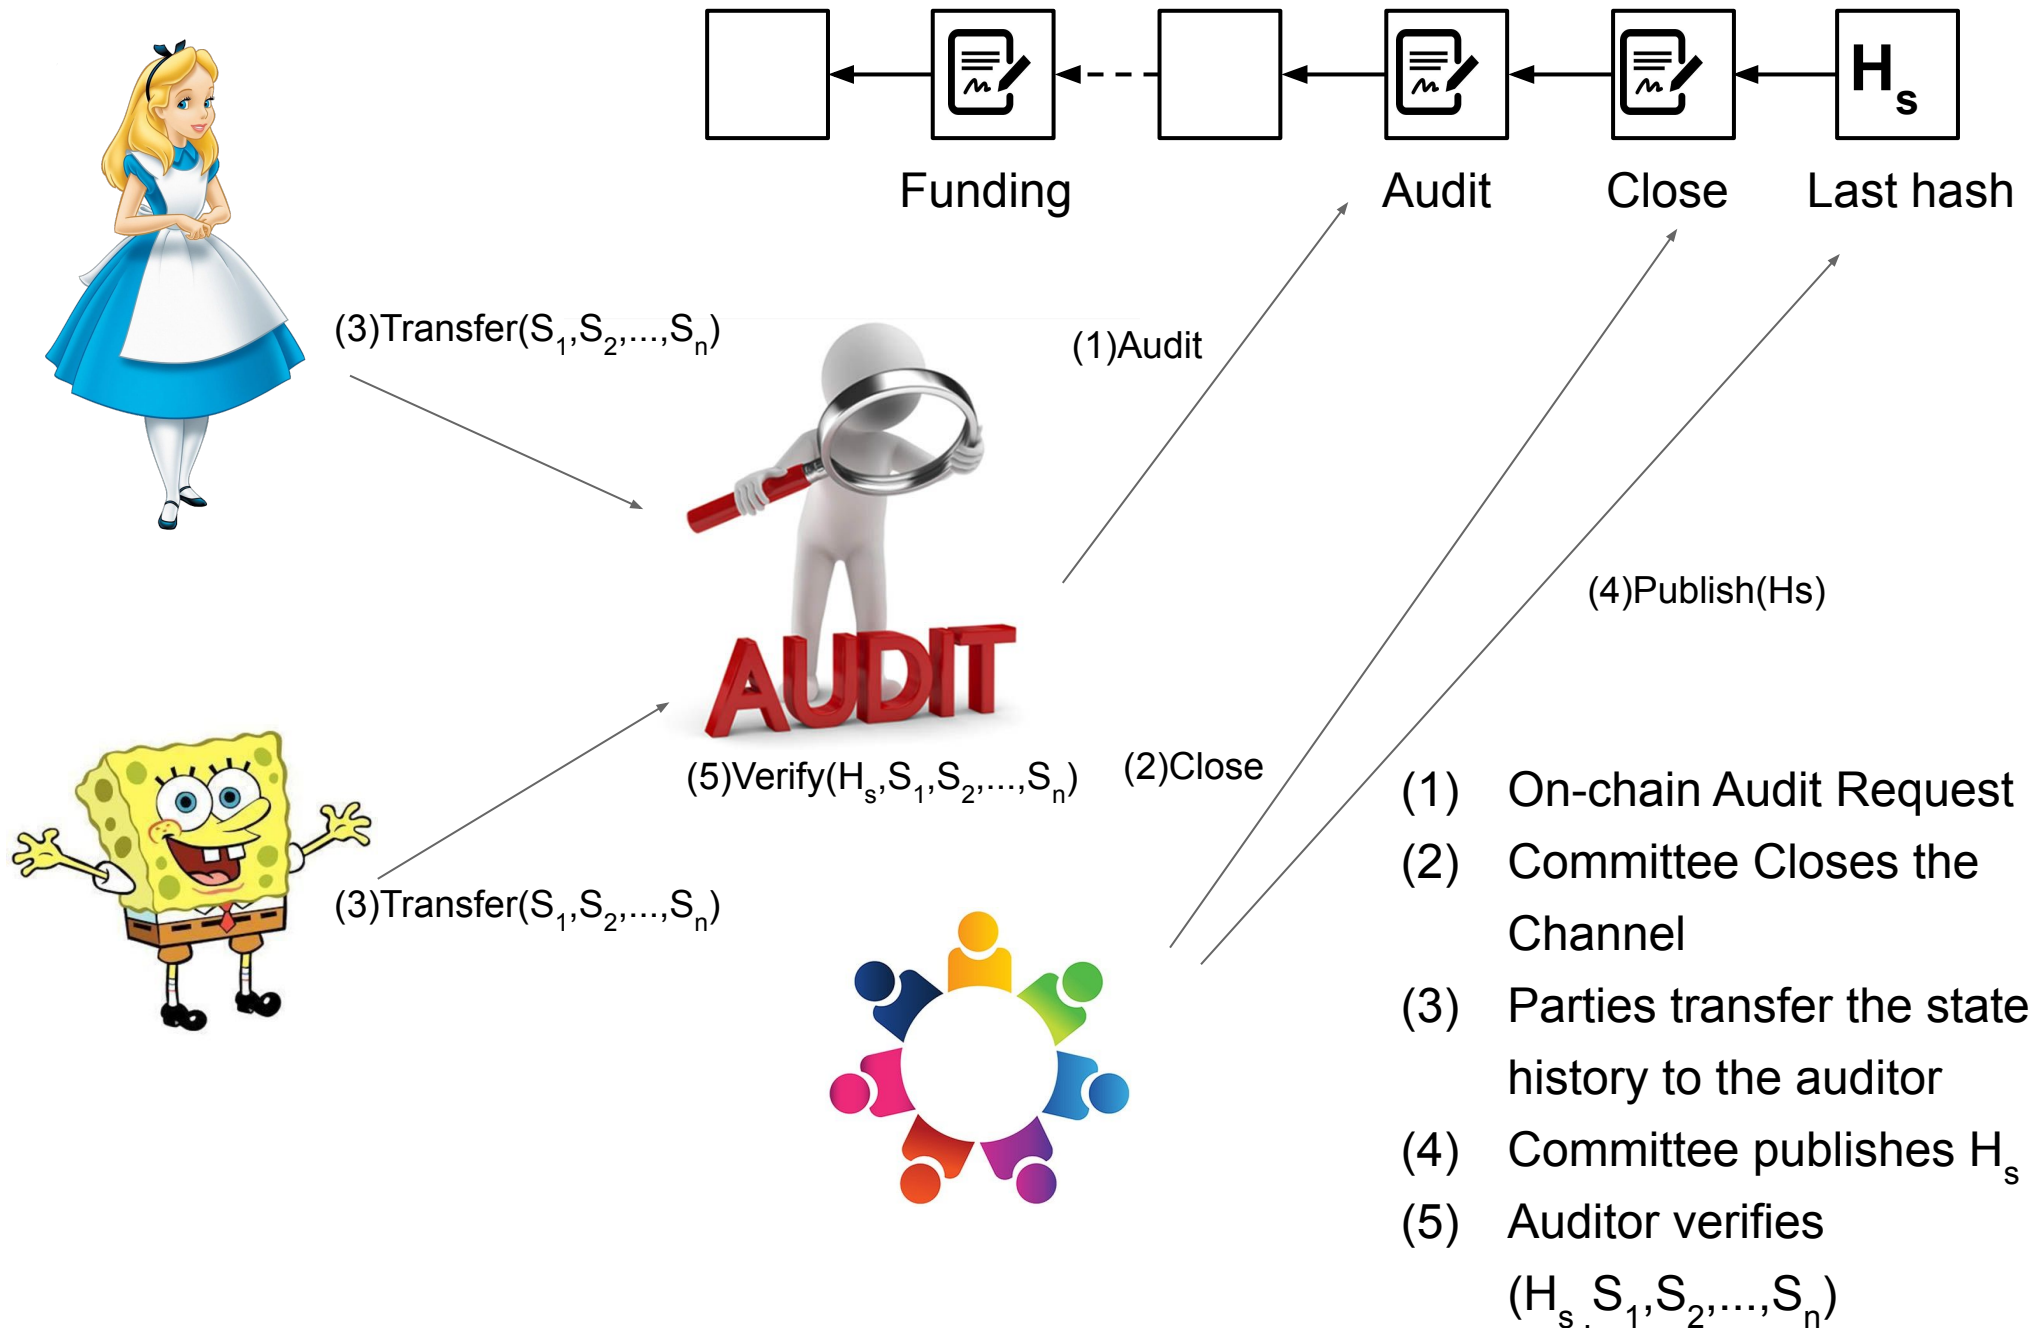 H
s
Funding
Audit
Close
Last hash
(3)Transfer(S1,S2,...,Sn)
(1)Audit
(4)Publish(Hs)
AUDIT
(5)Verify(Hs,S1,S2,...,Sn)
(2)Close
(3)Transfer(S1,S2,...,Sn)
(1) On-chain Audit Request
(2) Committee Closes the
Channel
(3) Parties transfer the state
history to the auditor
(4) Committee publishes Hs
(5) Auditor verifies
(Hs,S1,S2,...,Sn)